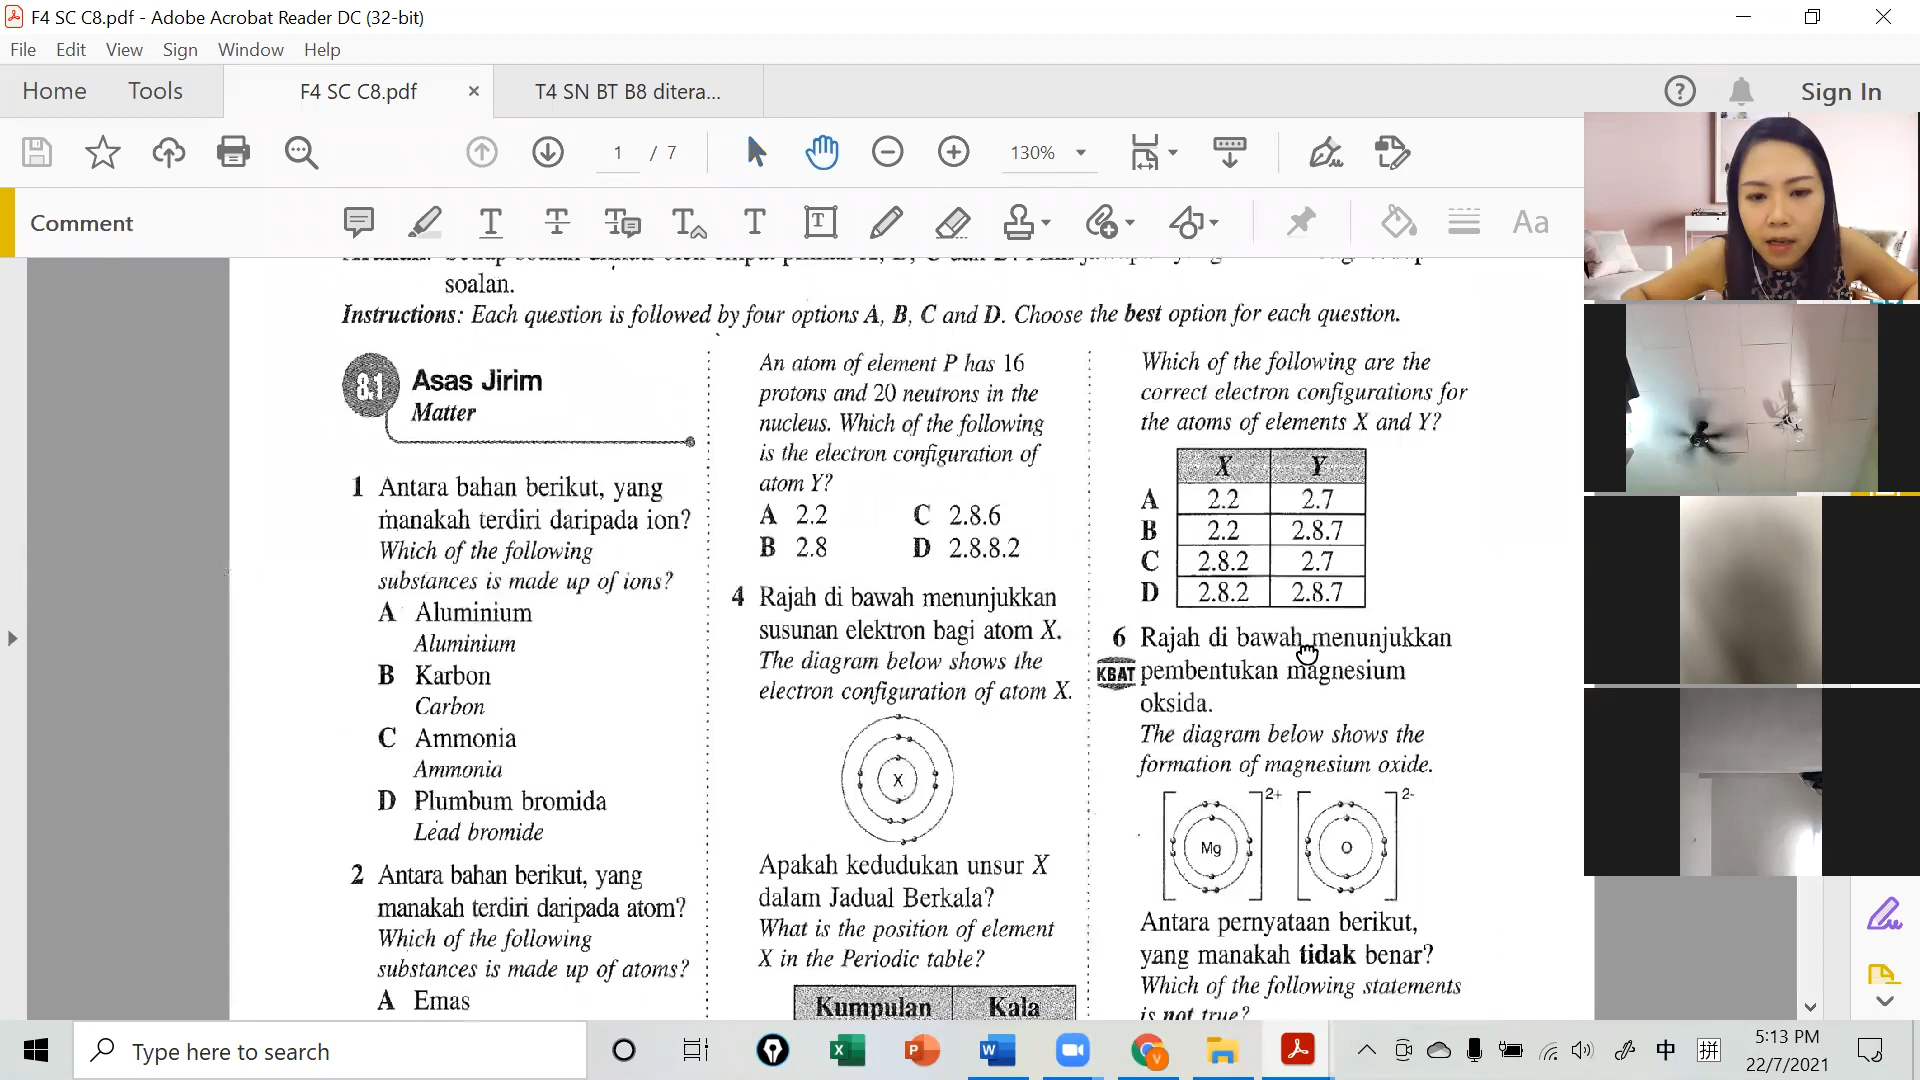 F4 SC C8.pdf - Adobe Acrobat Reader DC (32-bit)
File Edit View Sign Window Help
Home Tools F4 SC C8.pdf × T4 SN BT B8 ditera... Sign In
1 / 7 130%
Comment
Aa
soalan.
Instructions: Each question is followed by four options A, B, C and D. Choose the best option for each question.
8.1 Asas Jirim
Matter
1 Antara bahan berikut, yang
manakah terdiri daripada ion?
Which of the following
substances is made up of ions?
A Aluminium
Aluminium
B Karbon
Carbon
C Ammonia
Ammonia
D Plumbum bromida
Lead bromide
2 Antara bahan berikut, yang
manakah terdiri daripada atom?
Which of the following
substances is made up of atoms?
A Emas
An atom of element P has 16
protons and 20 neutrons in the
nucleus. Which of the following
is the electron configuration of
atom Y?
A 2.2 C 2.8.6
B 2.8 D 2.8.8.2
4 Rajah di bawah menunjukkan
susunan elektron bagi atom X.
The diagram below shows the
electron configuration of atom X.
X
Apakah kedudukan unsur X
dalam Jadual Berkala?
What is the position of element
X in the Periodic table?
Kumpulan Kala
Which of the following are the
correct electron configurations for
the atoms of elements X and Y?
X Y
A 2.2 2.7
B 2.2 2.8.7
C 2.8.2 2.7
D 2.8.2 2.8.7
6 Rajah di bawah menunjukkan
KBAT pembentukan magnesium
oksida.
The diagram below shows the
formation of magnesium oxide.
Mg 2+ O 2-
Antara pernyataan berikut,
yang manakah tidak benar?
Which of the following statements
is not true?
Type here to search
中 拼
5:13 PM
22/7/2021